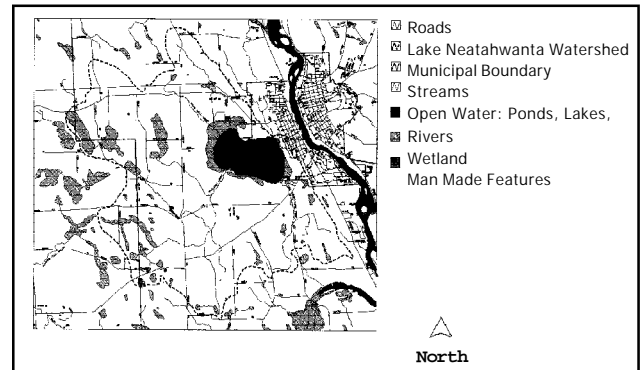 Roads
Lake Neatahwanta Watershed
Municipal Boundary
Streams
Open Water: Ponds, Lakes,
Rivers
Wetland
Man Made Features
North